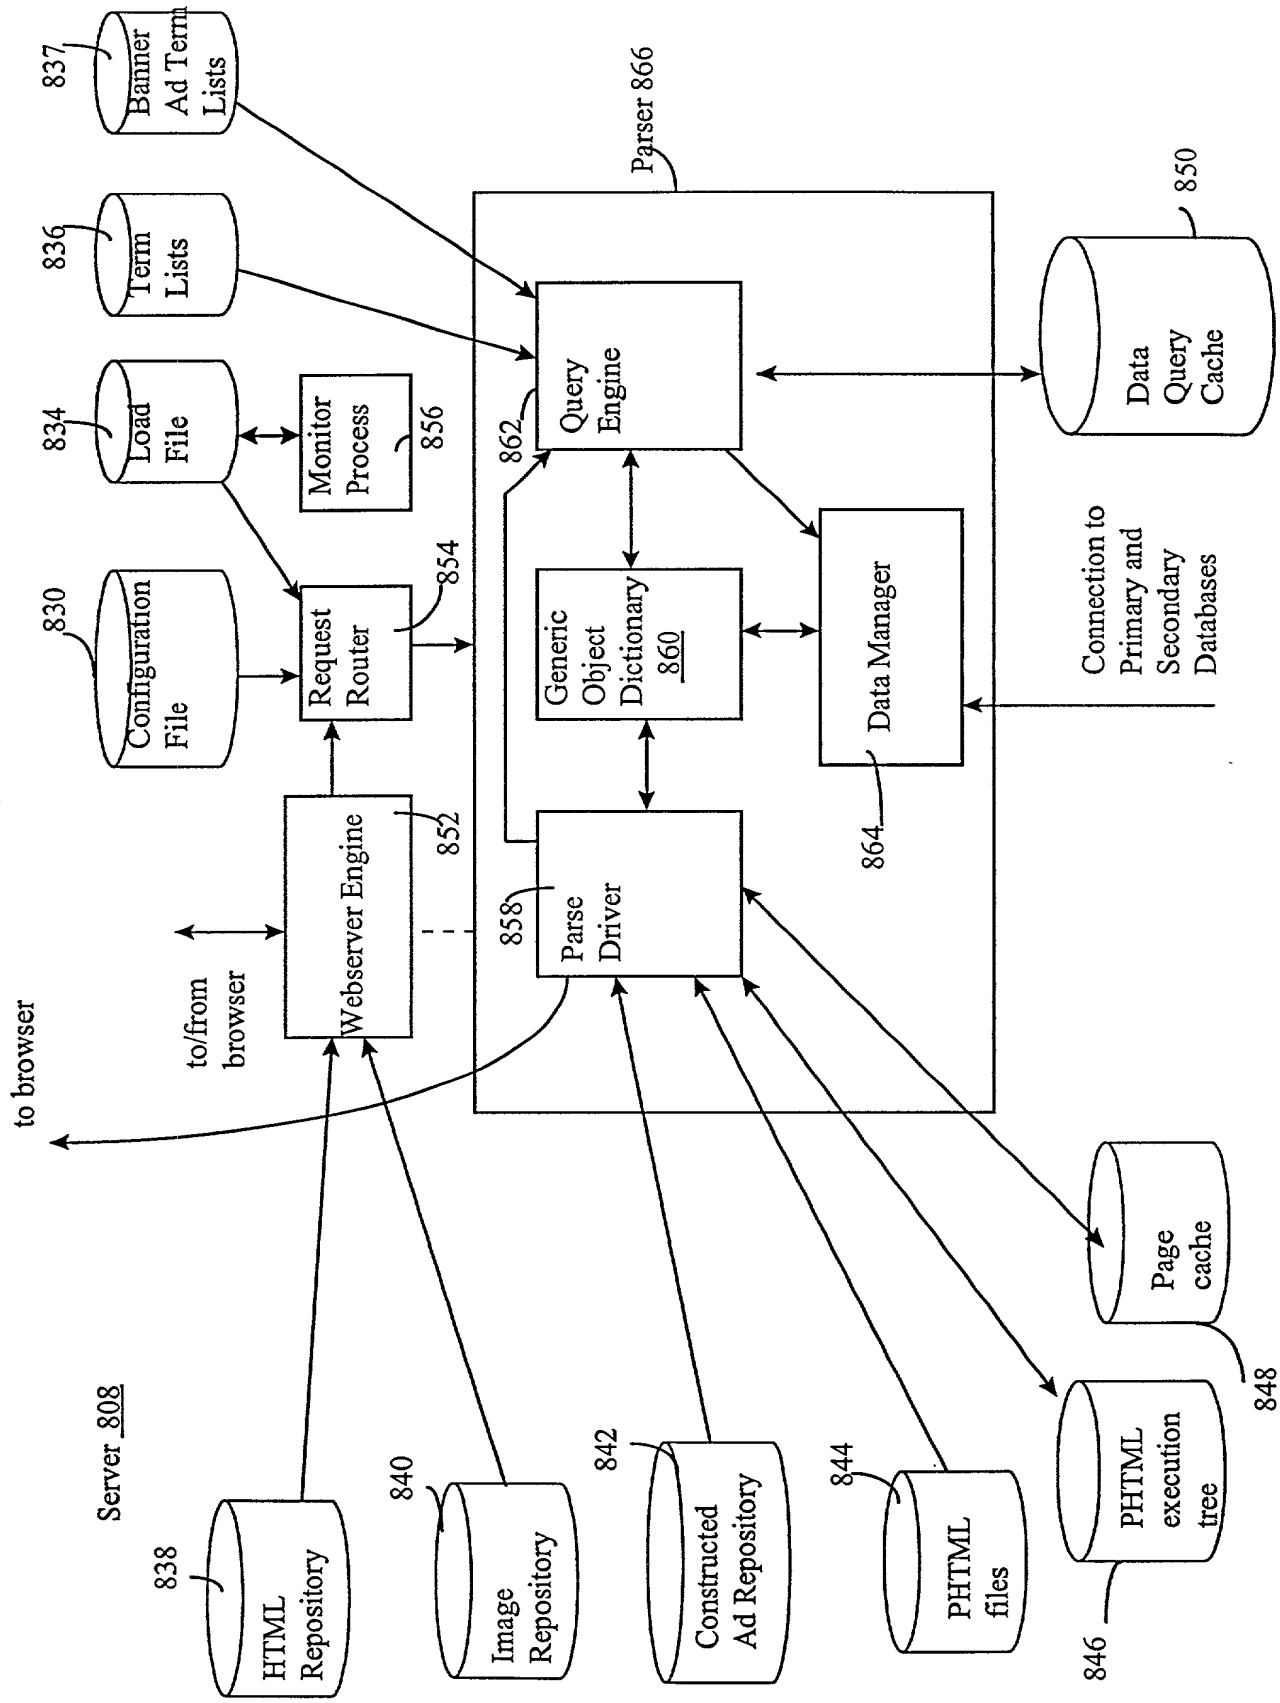 Server 808
to browser
to/from
browser
838
HTML
Repository
840
Image
Repository
842
Constructed
Ad Repository
844
PHTML
files
846
PHTML
execution
tree
848
Page
cache
Webserver Engine
852
830
Configuration
File
834
Load
File
836
Term
Lists
837
Banner
Ad Term
Lists
Request
Router
854
Monitor
Process
856
Parser 866
858
Parse
Driver
Generic
Object
Dictionary
860
862
Query
Engine
864
Data Manager
Connection to
Primary and
Secondary
Databases
850
Data
Query
Cache